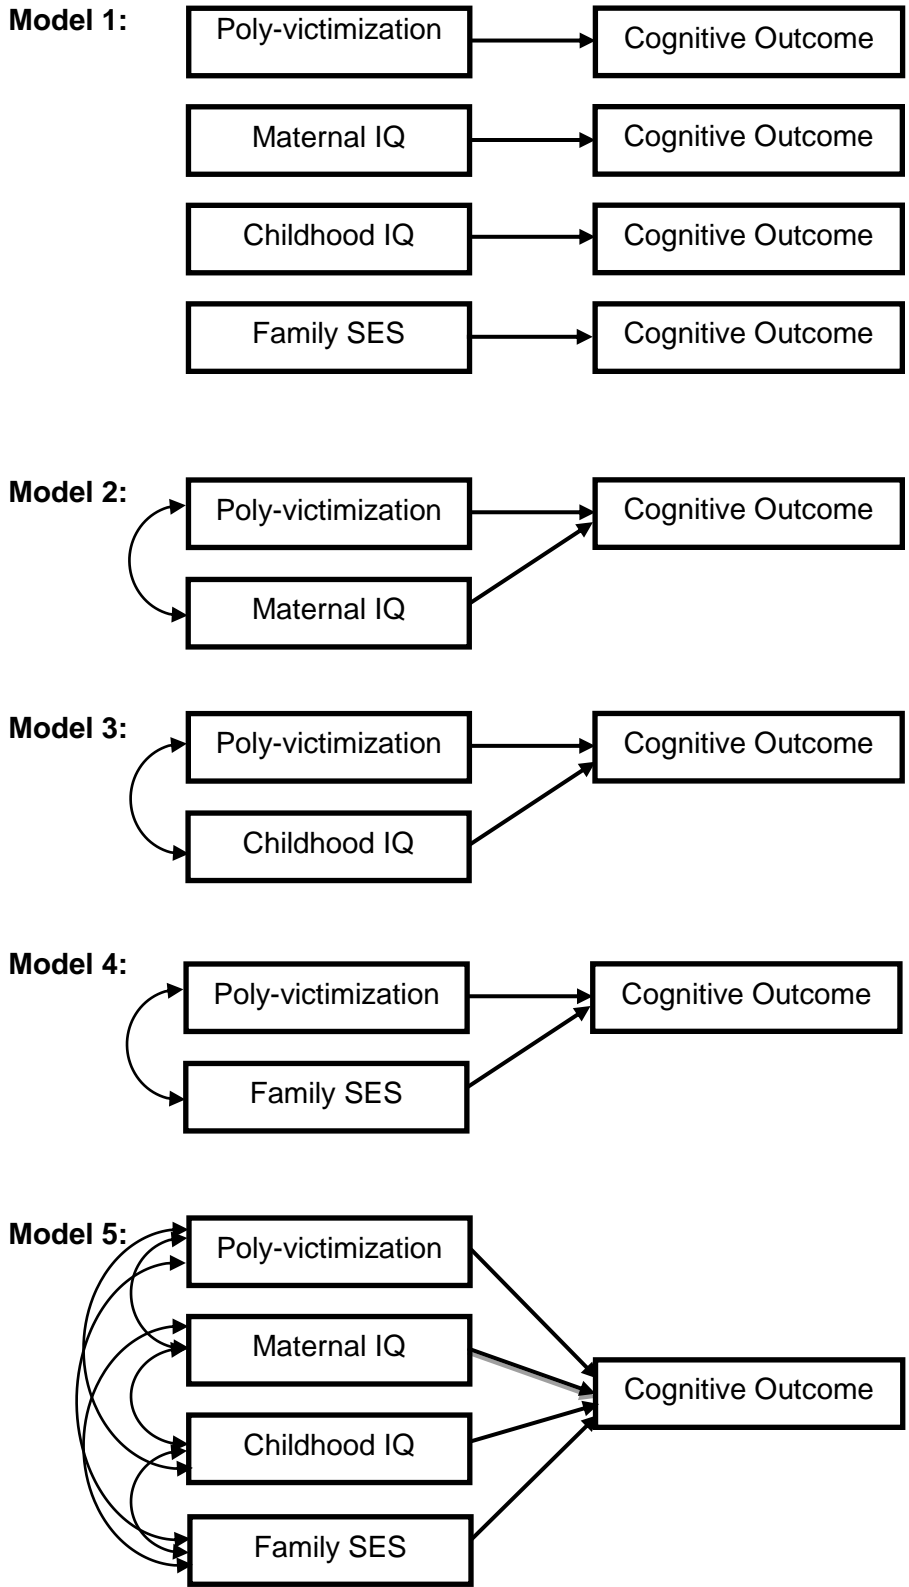 Model 1:
Poly-victimization
Cognitive Outcome
Maternal IQ
Cognitive Outcome
Childhood IQ
Cognitive Outcome
Family SES
Cognitive Outcome
Model 2:
Poly-victimization
Cognitive Outcome
Maternal IQ
Model 3:
Poly-victimization
Cognitive Outcome
Childhood IQ
Model 4:
Poly-victimization
Cognitive Outcome
Family SES
Model 5:
Poly-victimization
Maternal IQ
Cognitive Outcome
Childhood IQ
Family SES